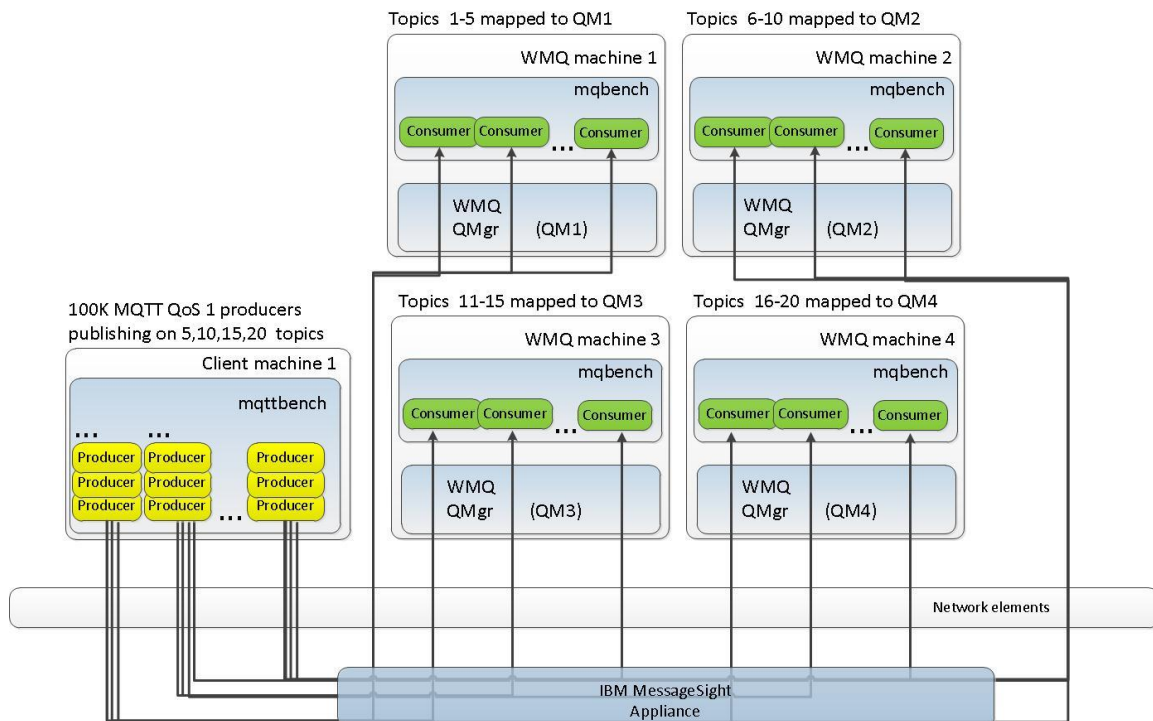 Topics 1-5 mapped to QM1
WMQ machine 1
mqbench
Consumer Consumer ... Consumer
WMQ
QMgr (QM1)
Topics 6-10 mapped to QM2
WMQ machine 2
mqbench
Consumer Consumer ... Consumer
WMQ
QMgr (QM2)
100K MQTT QoS 1 producers
publishing on 5,10,15,20 topics
Client machine 1
mqttbench
... ...
Producer Producer Producer
Producer Producer Producer
Producer Producer ... Producer
Topics 11-15 mapped to QM3
WMQ machine 3
mqbench
Consumer Consumer ... Consumer
WMQ
QMgr (QM3)
Topics 16-20 mapped to QM4
WMQ machine 4
mqbench
Consumer Consumer ... Consumer
WMQ
QMgr (QM4)
Network elements
IBM MessageSight
Appliance